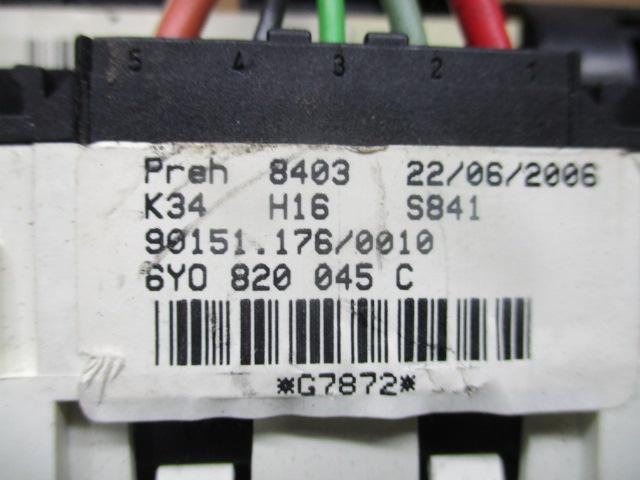 5 4 3 2 1
Preh 8403 22/06/2006
K34 H16 S841
90151.176/0010
6Y0 820 045 C
*G7872*